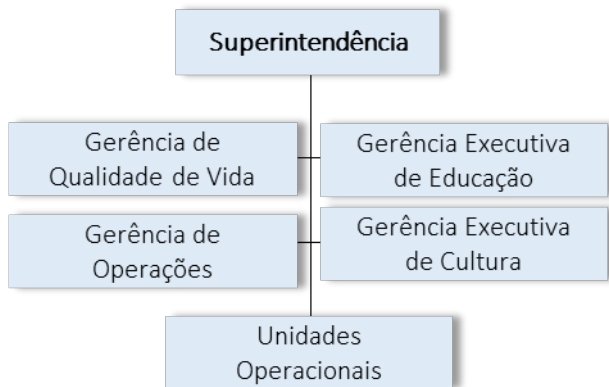 Superintendência
Gerência de
Qualidade de Vida
Gerência Executiva
de Educação
Gerência de
Operações
Gerência Executiva
de Cultura
Unidades
Operacionais